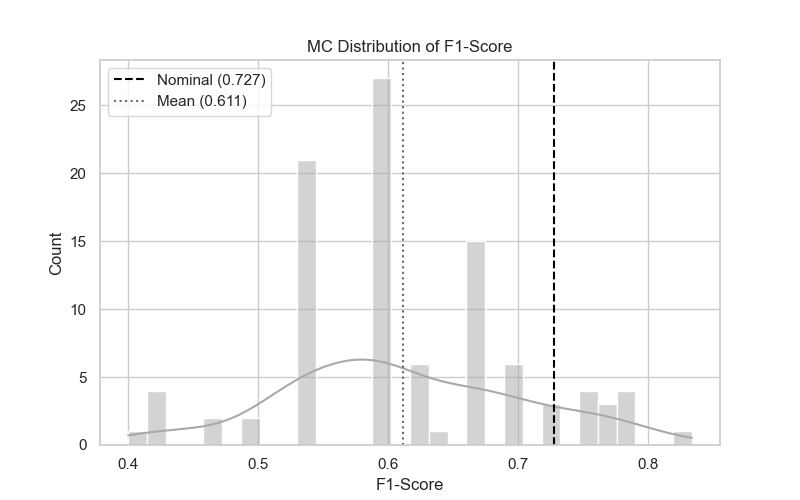 MC Distribution of F1-Score
Nominal (0.727)
Mean (0.611)
Count
25
20
15
10
5
0
0.4 0.5 0.6 0.7 0.8
F1-Score